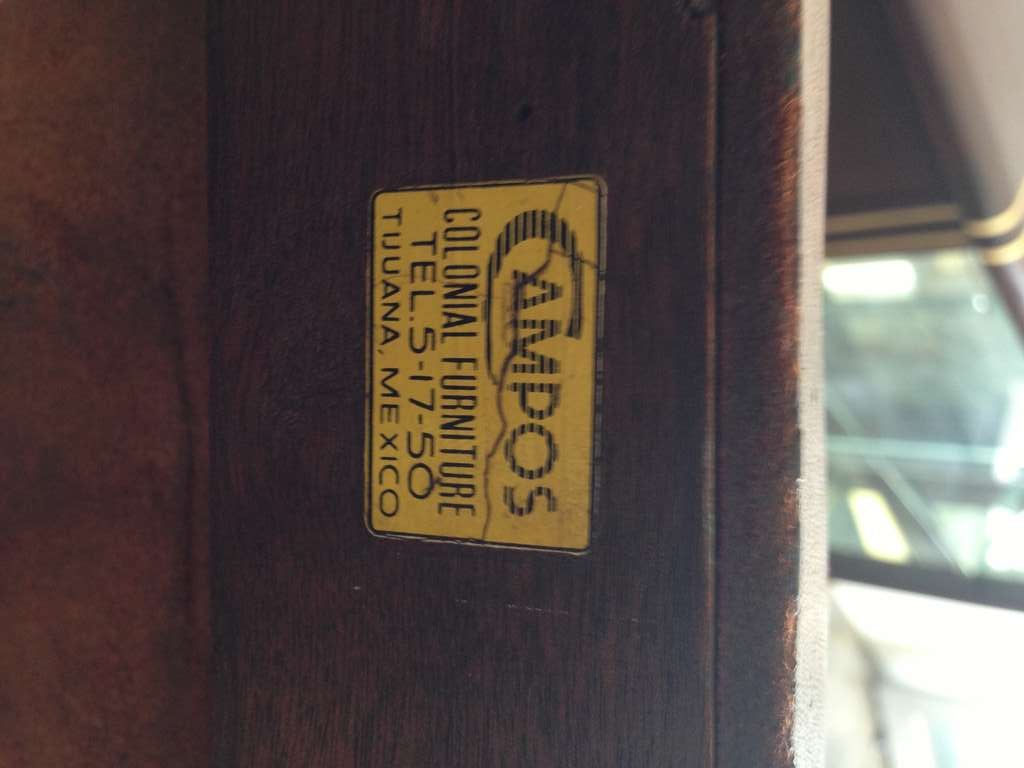 CAMPOS
COLONIAL FURNITURE
TEL. 5-17-50
TIJUANA, MEXICO